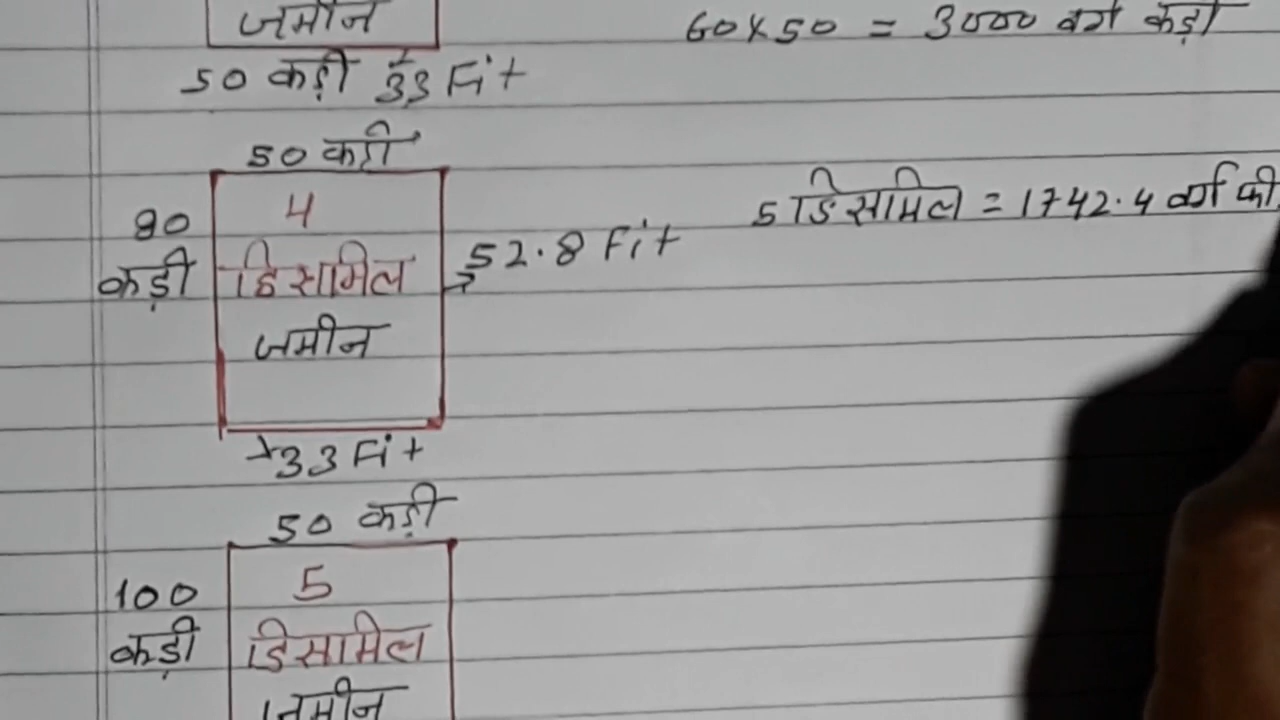 जमीन
60x50 = 3000 वर्ग कड़ी
50 कड़ी 33 Fit
50 कड़ी
80
4
5 डिसामिल = 1742.4 वर्ग फी
कड़ी
डिसामिल
52.8 Fit
जमीन
33 Fit
50 कड़ी
100
5
कड़ी
डिसामिल
जमीन